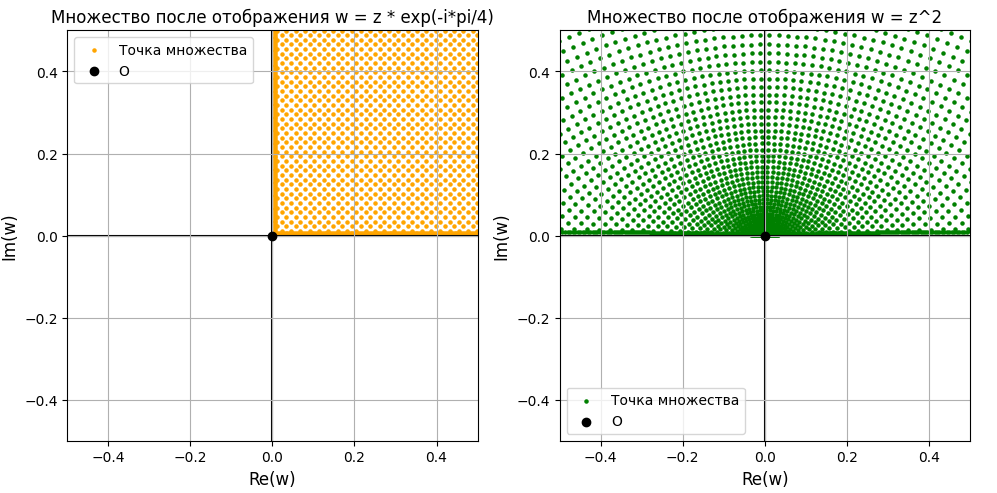 Множество после отображения w = z * exp(-i*pi/4)
Точка множества
O
0.4
0.2
0.0
−0.2
−0.4
Im(w)
−0.4
−0.2
0.0
0.2
0.4
Re(w)
Множество после отображения w = z^2
0.4
0.2
0.0
−0.2
−0.4
Im(w)
Точка множества
O
−0.4
−0.2
0.0
0.2
0.4
Re(w)